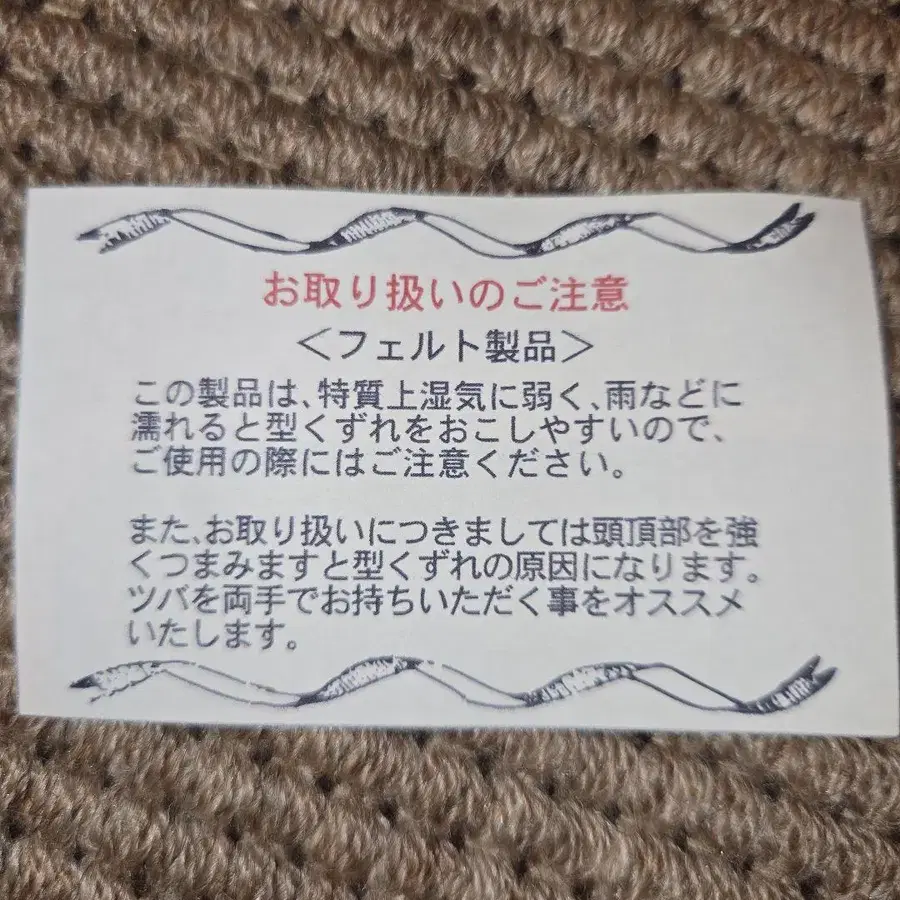 お取り扱いのご注意
＜フェルト製品＞
この製品は、特質上湿気に弱く、雨などに
濡れると型くずれをおこしやすいので、
ご使用の際にはご注意ください。
また、お取り扱いにつきましては頭頂部を強
くつまみますと型くずれの原因になります。
ツバを両手でお持ちいただく事をオススメ
いたします。